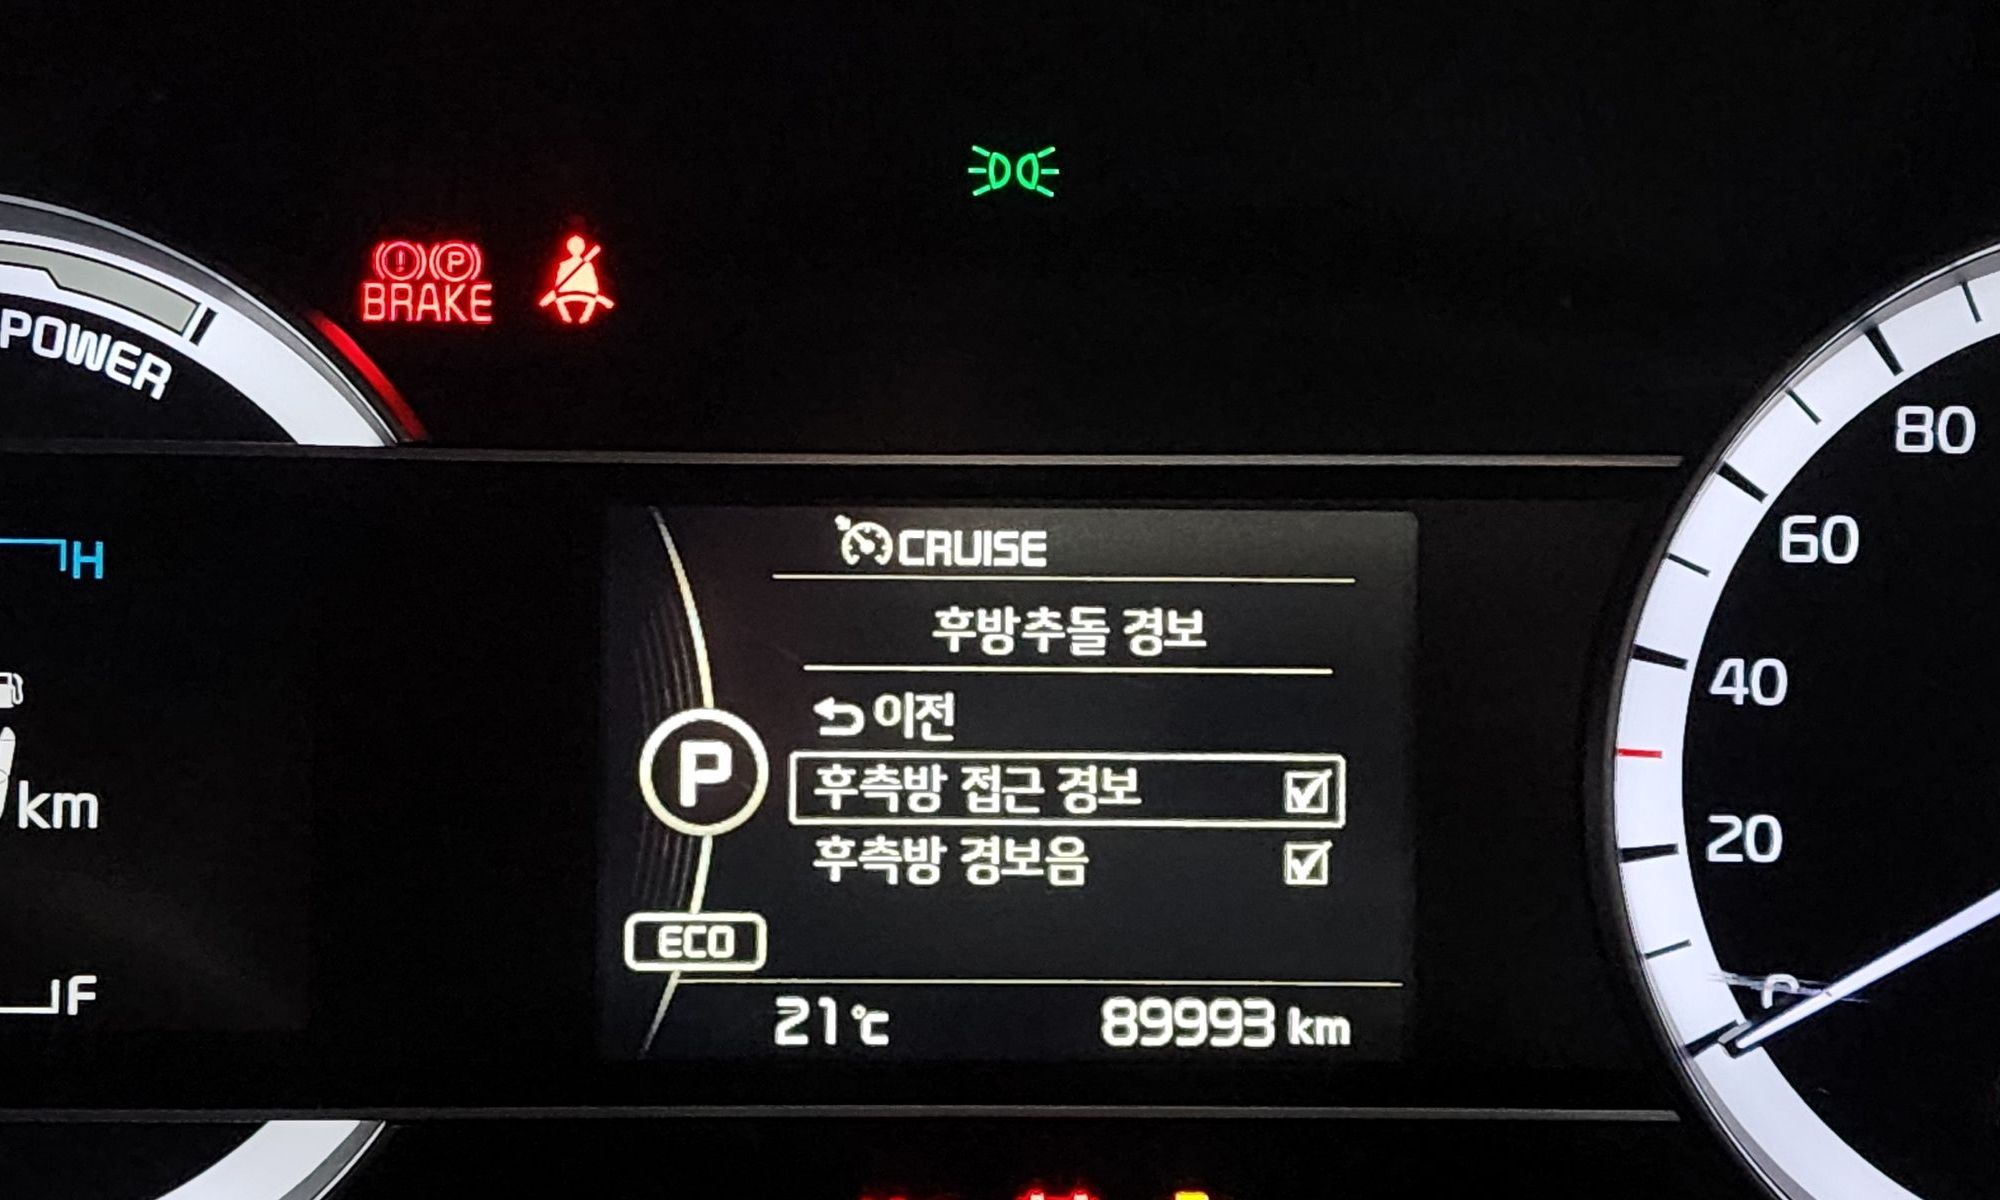 P
BRAKE
POWER
80
H
CRUISE
60
후방추돌 경보
이전
40
P
후측방 접근 경보
km
20
후측방 경보음
ECO
F
21℃
89993 km